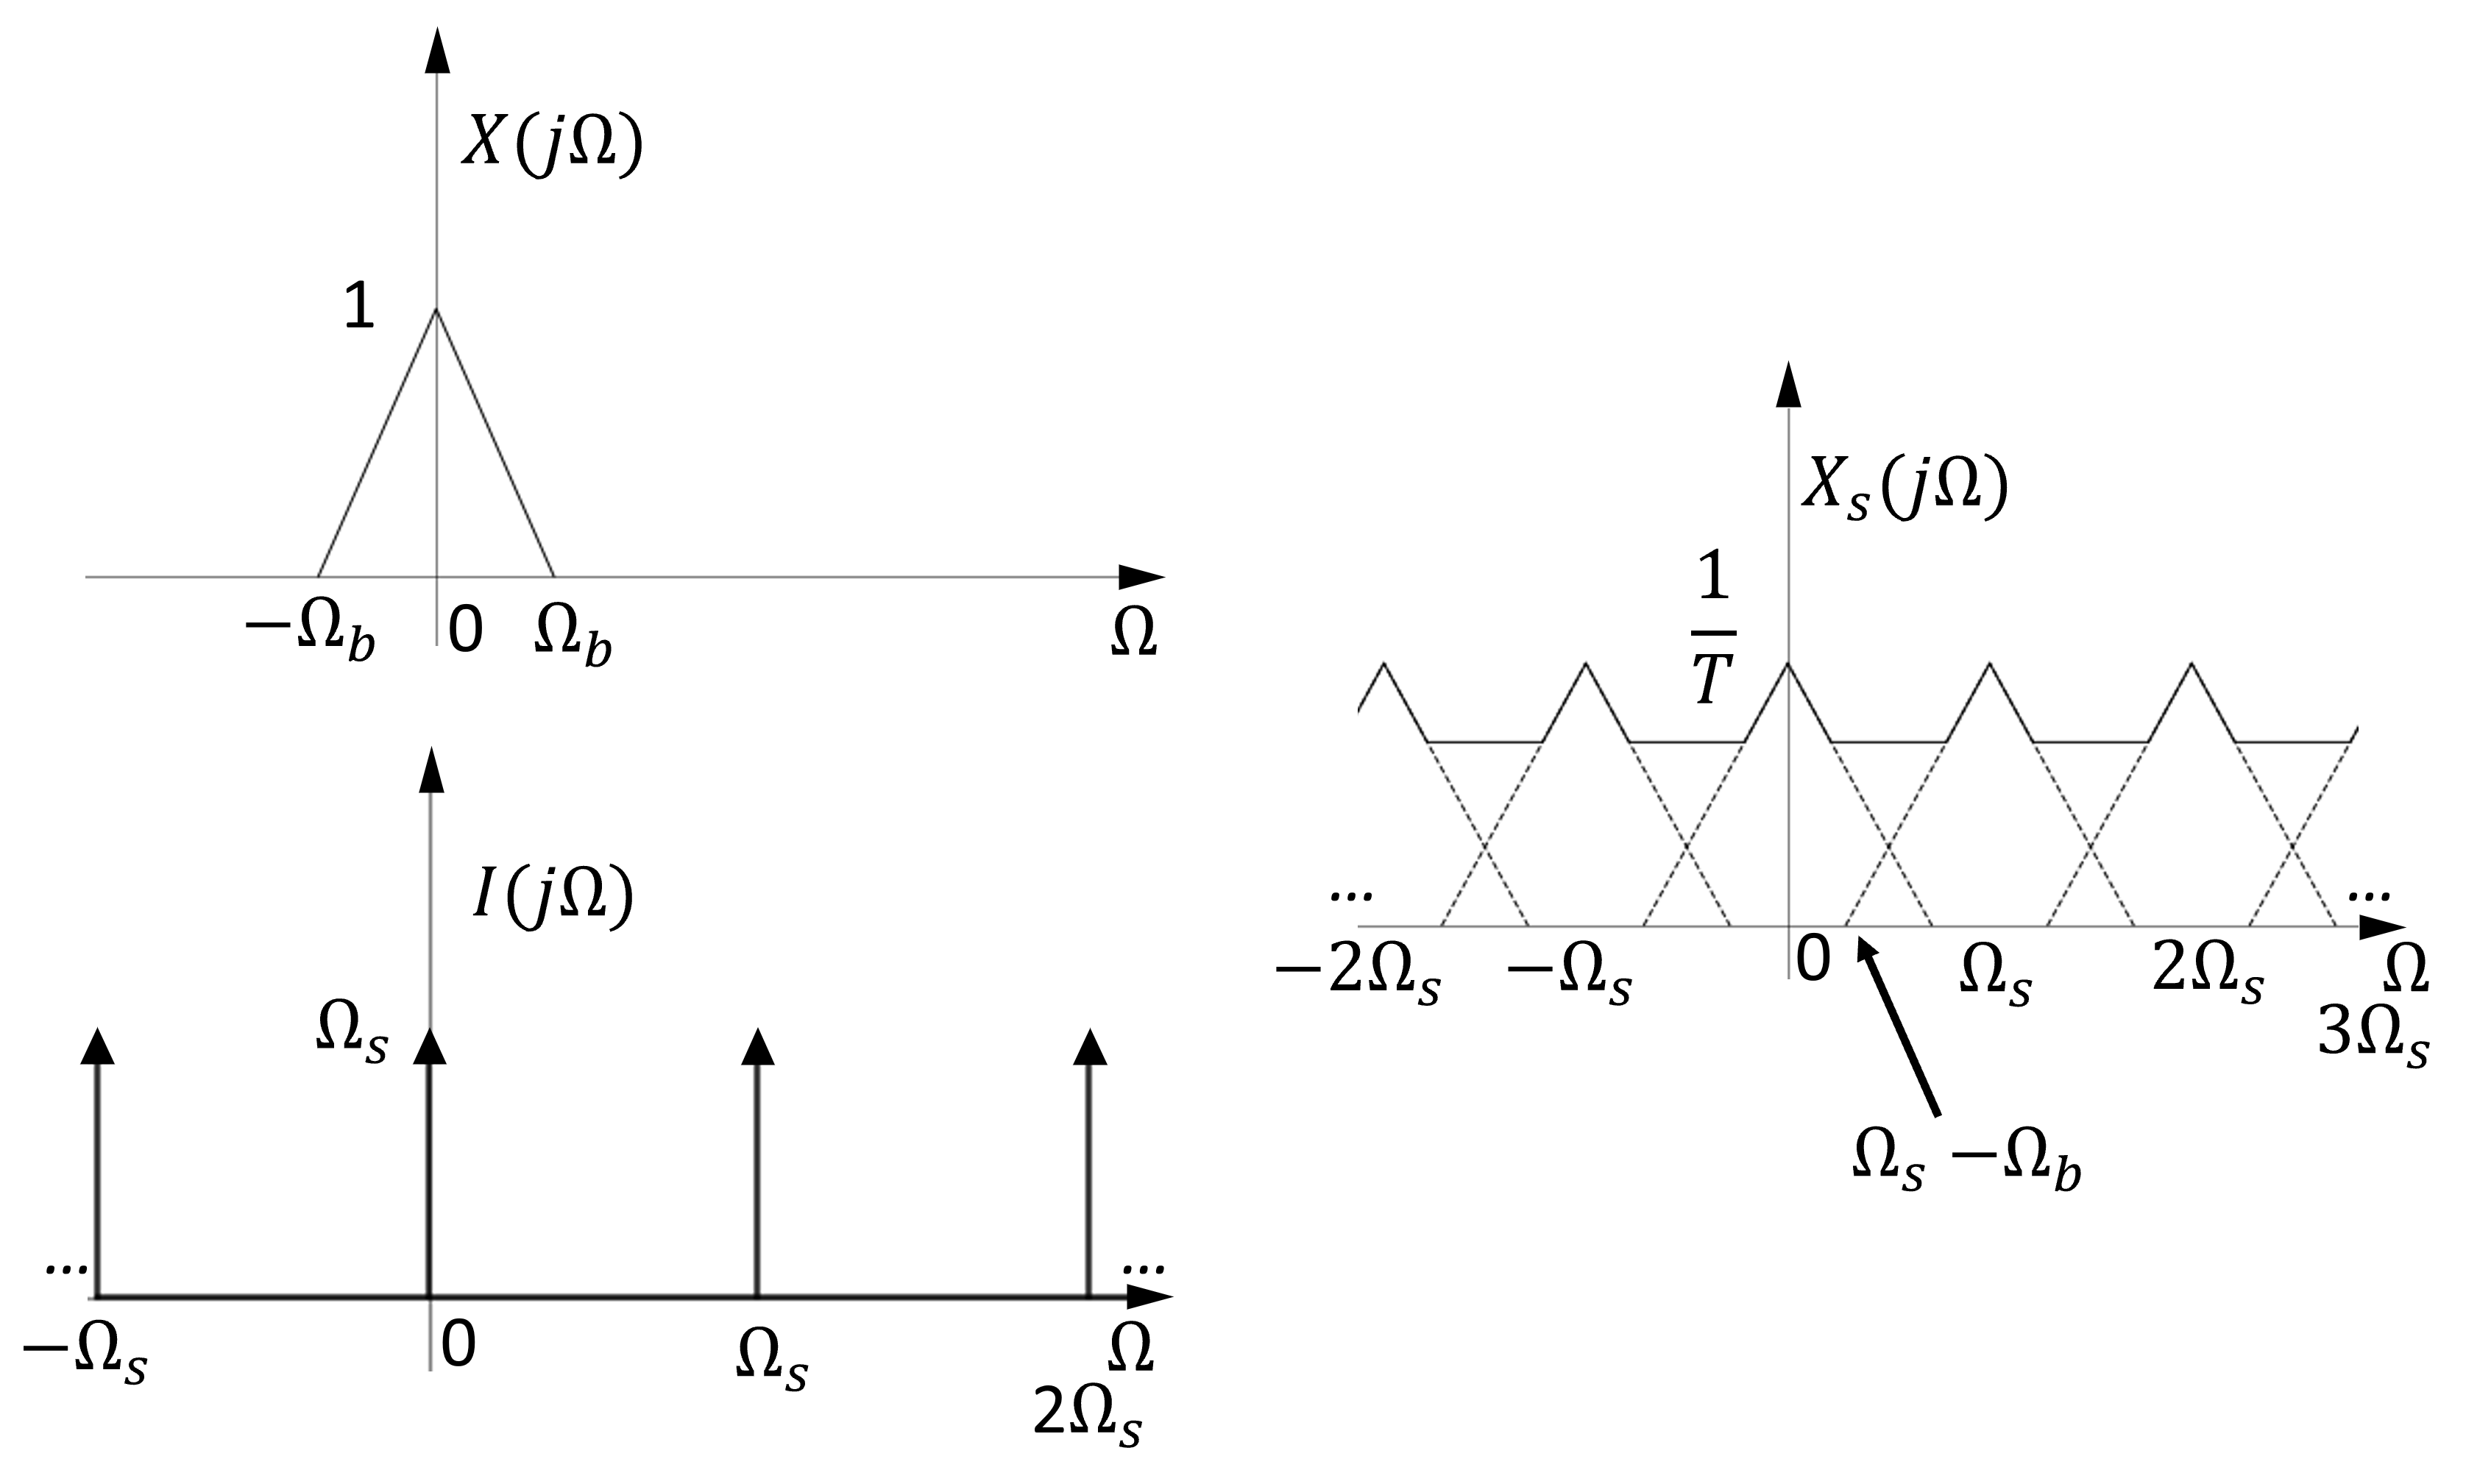 X(jΩ)
1
−Ω_b 0 Ω_b Ω
I(jΩ)
Ω_s
... ...
−Ω_s 0 Ω_s Ω
2Ω_s
X_s(jΩ)
1
T
... ...
−2Ω_s −Ω_s 0 Ω_s 2Ω_s Ω
3Ω_s
Ω_s −Ω_b